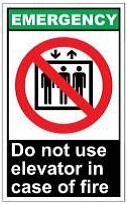 EMERGENCY
Do not use
elevator in
case of fire